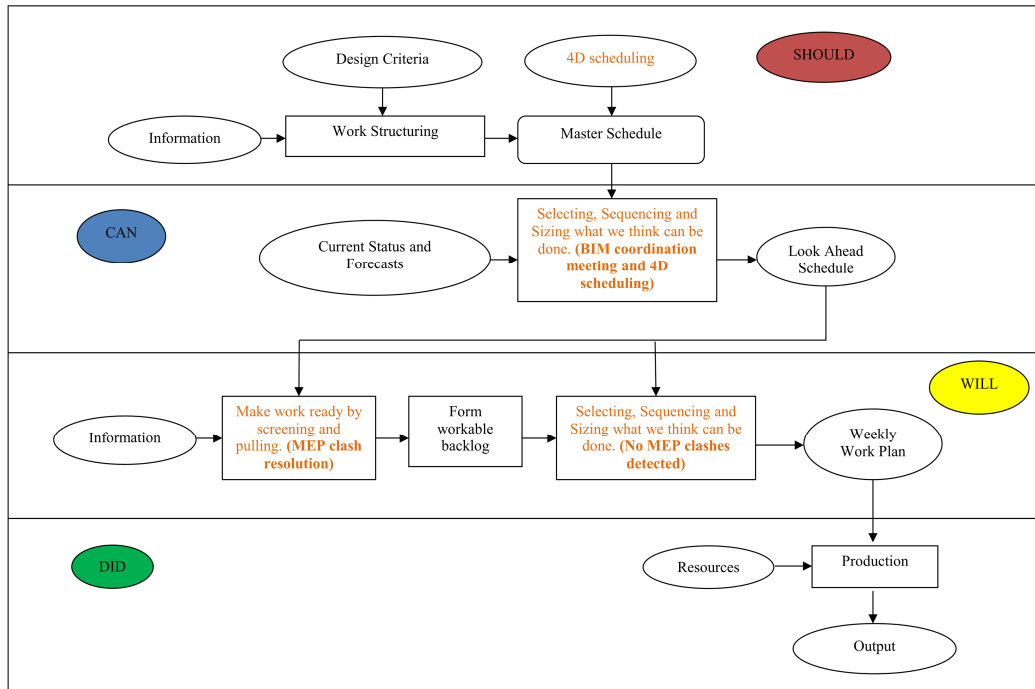 Design Criteria
4D scheduling
SHOULD
Information
Work Structuring
Master Schedule
CAN
Current Status and
Forecasts
Selecting, Sequencing and
Sizing what we think can be
done. (BIM coordination
meeting and 4D
scheduling)
Look Ahead
Schedule
WILL
Information
Make work ready by
screening and
pulling. (MEP clash
resolution)
Form
workable
backlog
Selecting, Sequencing and
Sizing what we think can be
done. (No MEP clashes
detected)
Weekly
Work Plan
DID
Resources
Production
Output